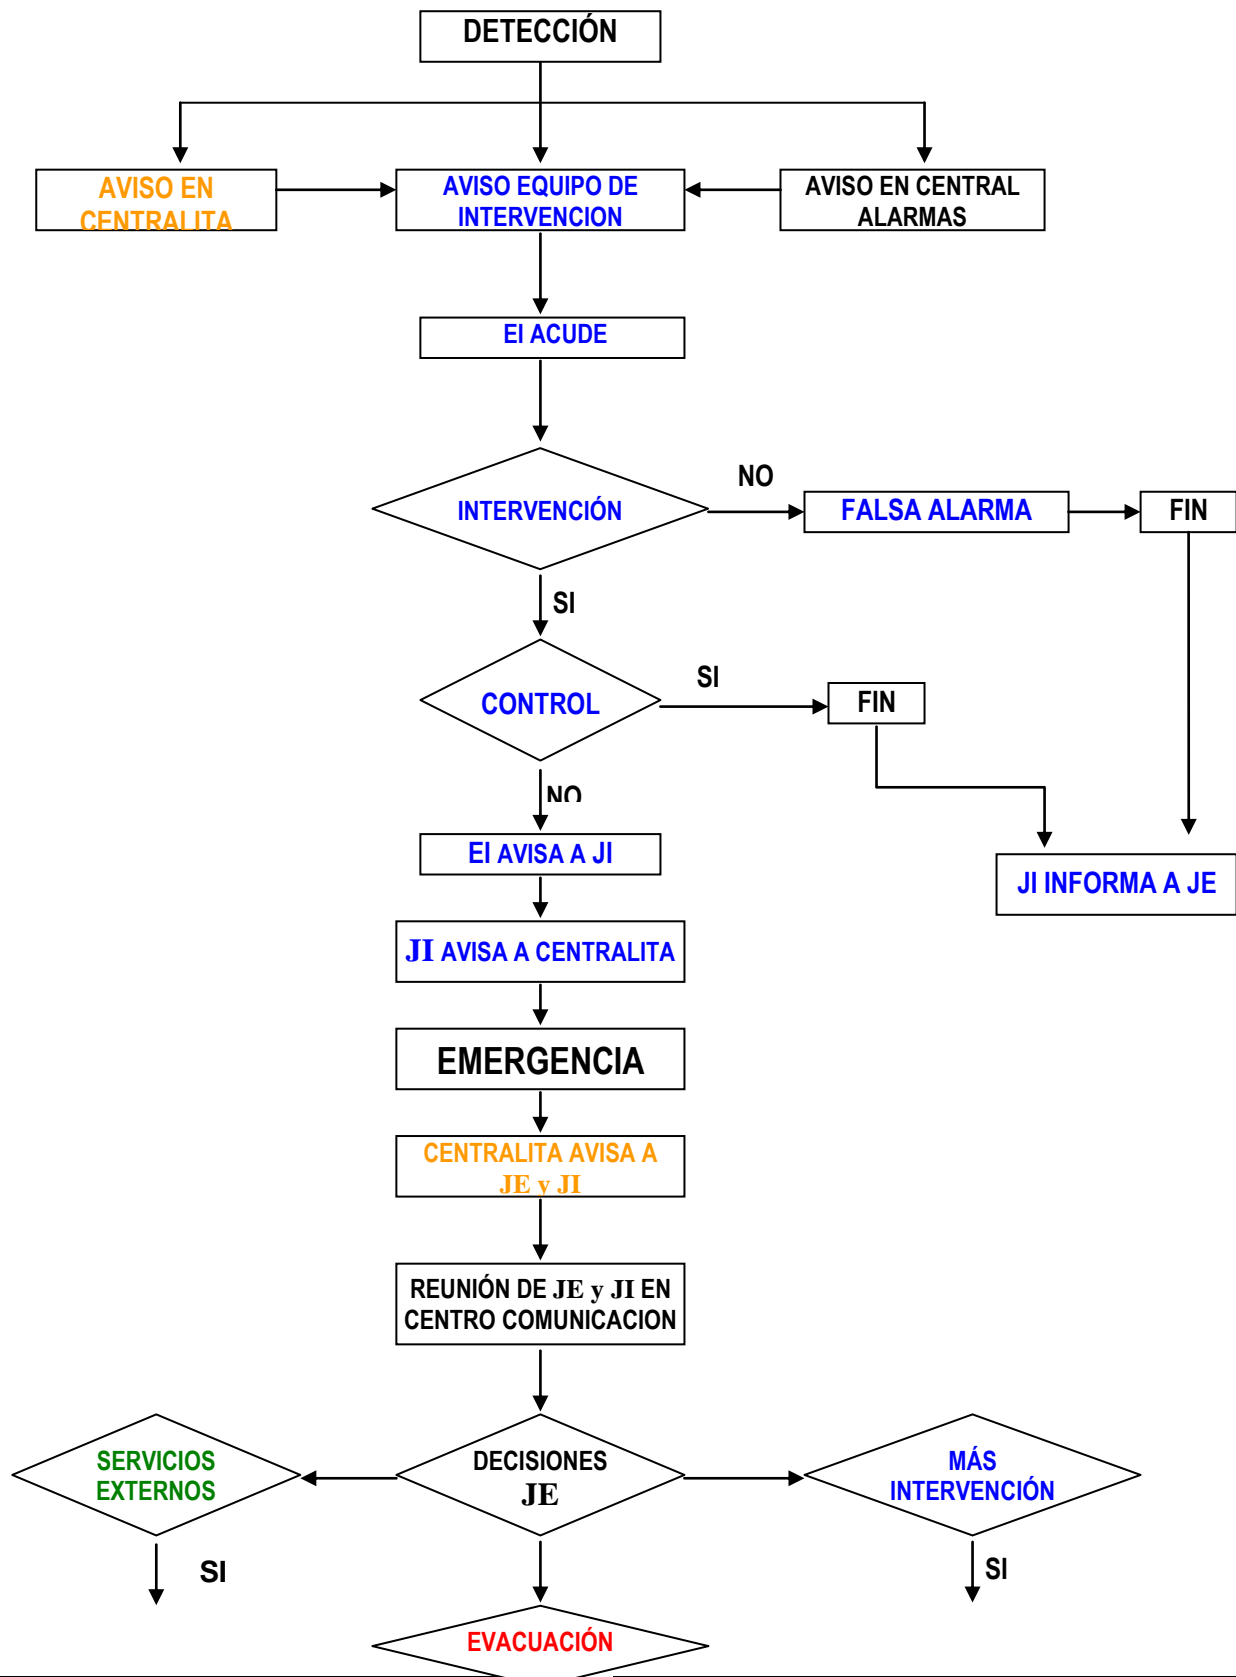 DETECCIÓN
AVISO EN
CENTRALITA
AVISO EQUIPO DE
INTERVENCION
AVISO EN CENTRAL
ALARMAS
EI ACUDE
INTERVENCIÓN
NO
FALSA ALARMA
FIN
SI
CONTROL
SI
FIN
NO
EI AVISA A JI
JI INFORMA A JE
JI AVISA A CENTRALITA
EMERGENCIA
CENTRALITA AVISA A
JE y JI
REUNIÓN DE JE y JI EN
CENTRO COMUNICACION
SERVICIOS
EXTERNOS
DECISIONES
JE
MÁS
INTERVENCIÓN
SI
SI
EVACUACIÓN